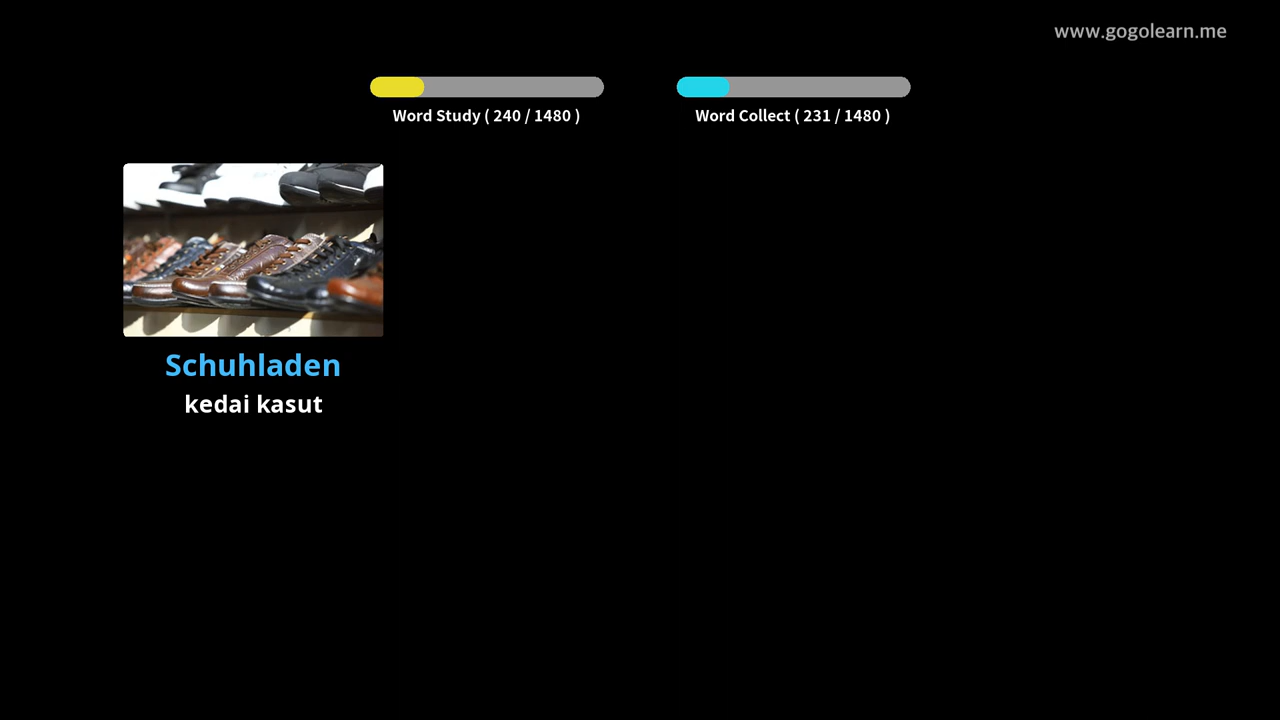 www.gogolearn.me
Word Study ( 240 / 1480 )
Word Collect ( 231 / 1480 )
Schuhladen
kedai kasut